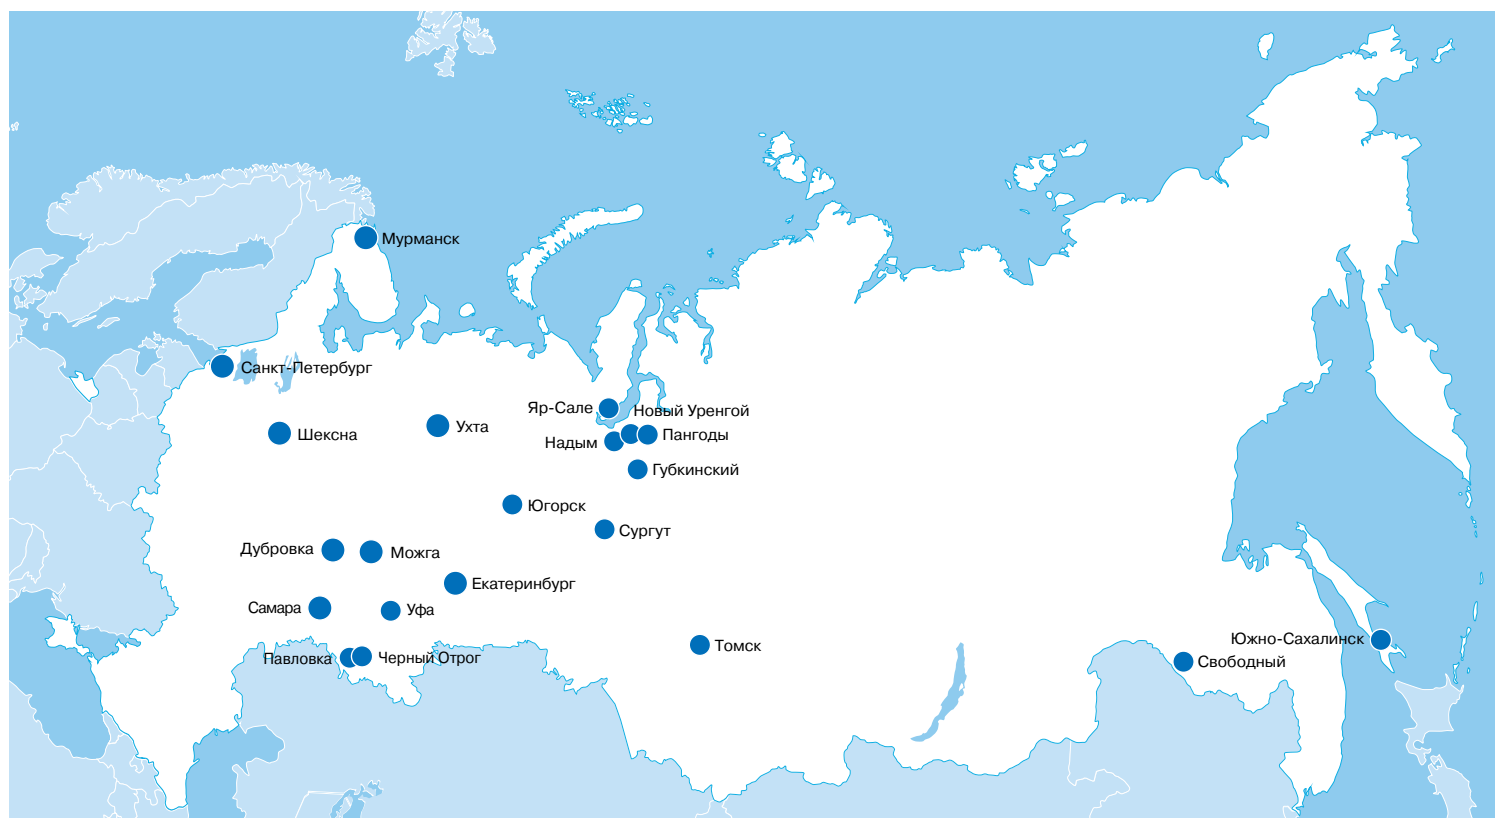 Мурманск
Санкт-Петербург
Яр-Сале
Новый Уренгой
Шексна
Ухта
Надым
Пангоды
Губкинский
Югорск
Сургут
Дубровка
Можга
Екатеринбург
Самара
Уфа
Южно-Сахалинск
Томск
Павловка
Черный Отрог
Свободный